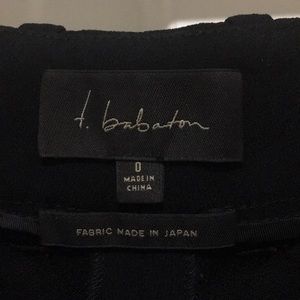 t. babaton
0
MADE IN
CHINA
FABRIC MADE IN JAPAN